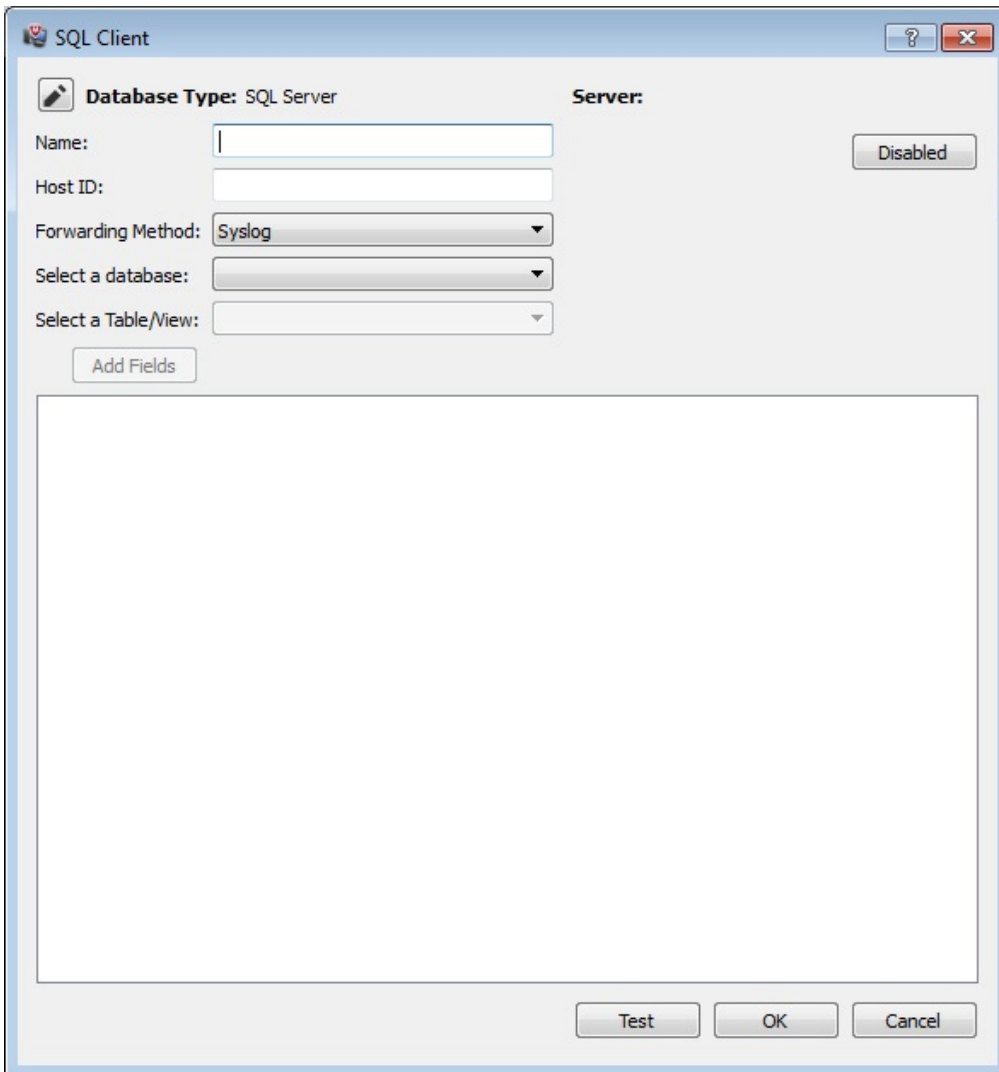 SQL Client
?
Database Type: SQL Server Server:
Name:
Disabled
Host ID:
Forwarding Method: Syslog
Select a database:
Select a Table/View:
Add Fields
Test OK Cancel